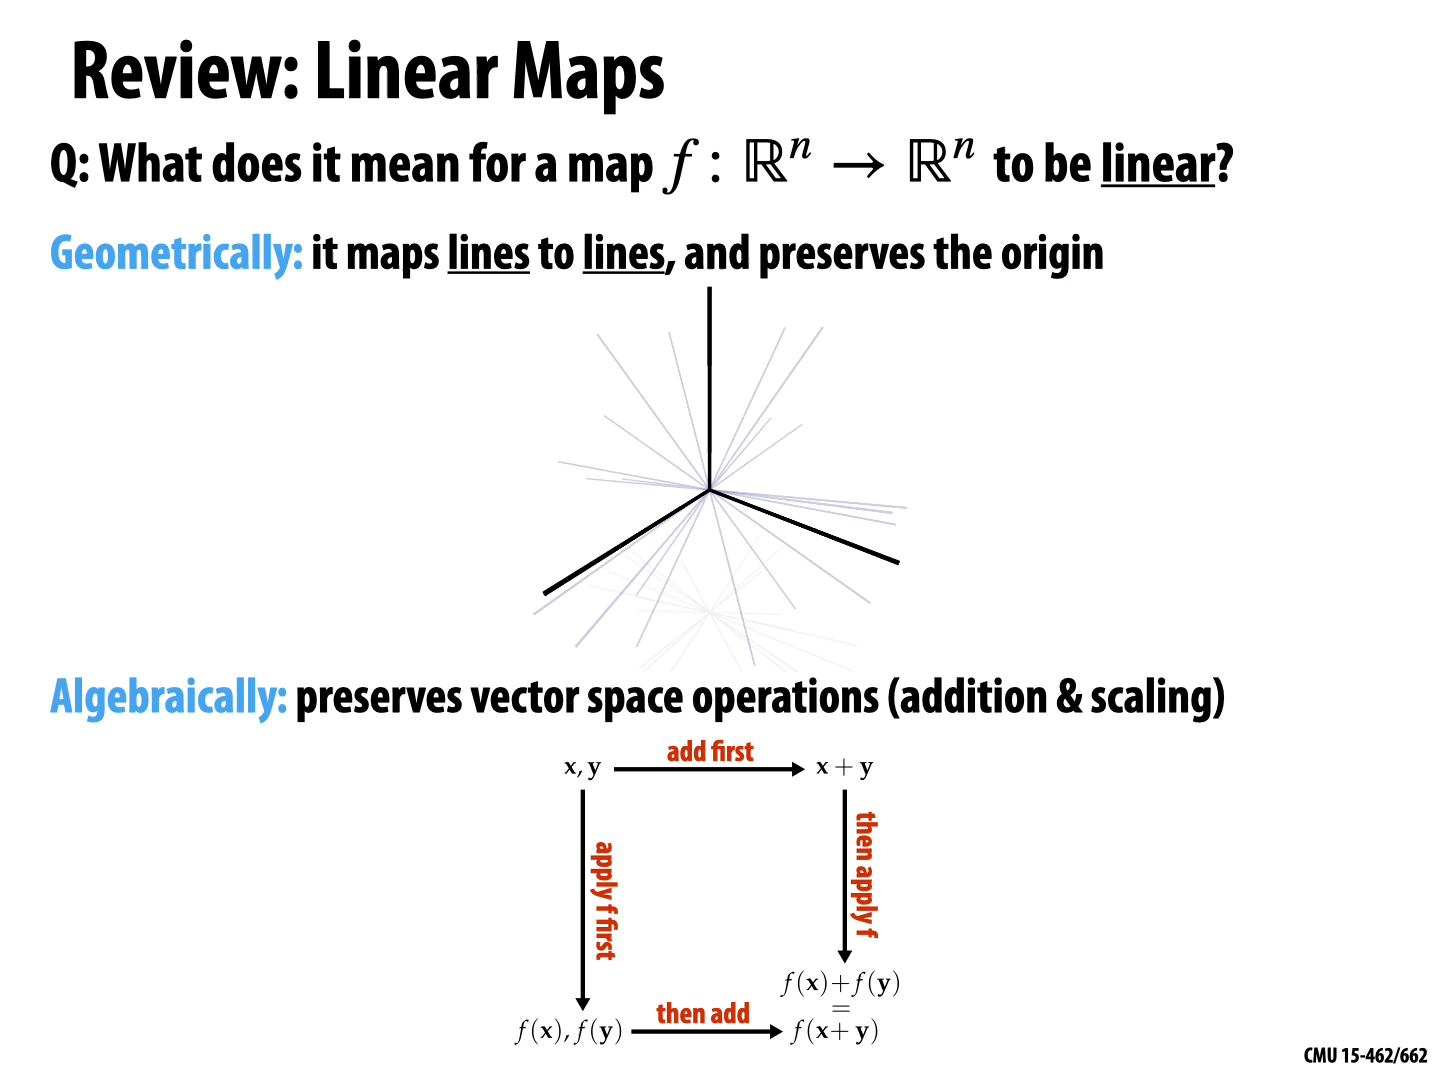 Review: Linear Maps
Q: What does it mean for a map f : ℝⁿ → ℝⁿ to be linear?
Geometrically: it maps lines to lines, and preserves the origin
Algebraically: preserves vector space operations (addition & scaling)
add first
x, y
x + y
apply f first
then apply f
f(x)+f(y)
=
f(x), f(y)
then add
f(x+ y)
CMU 15-462/662